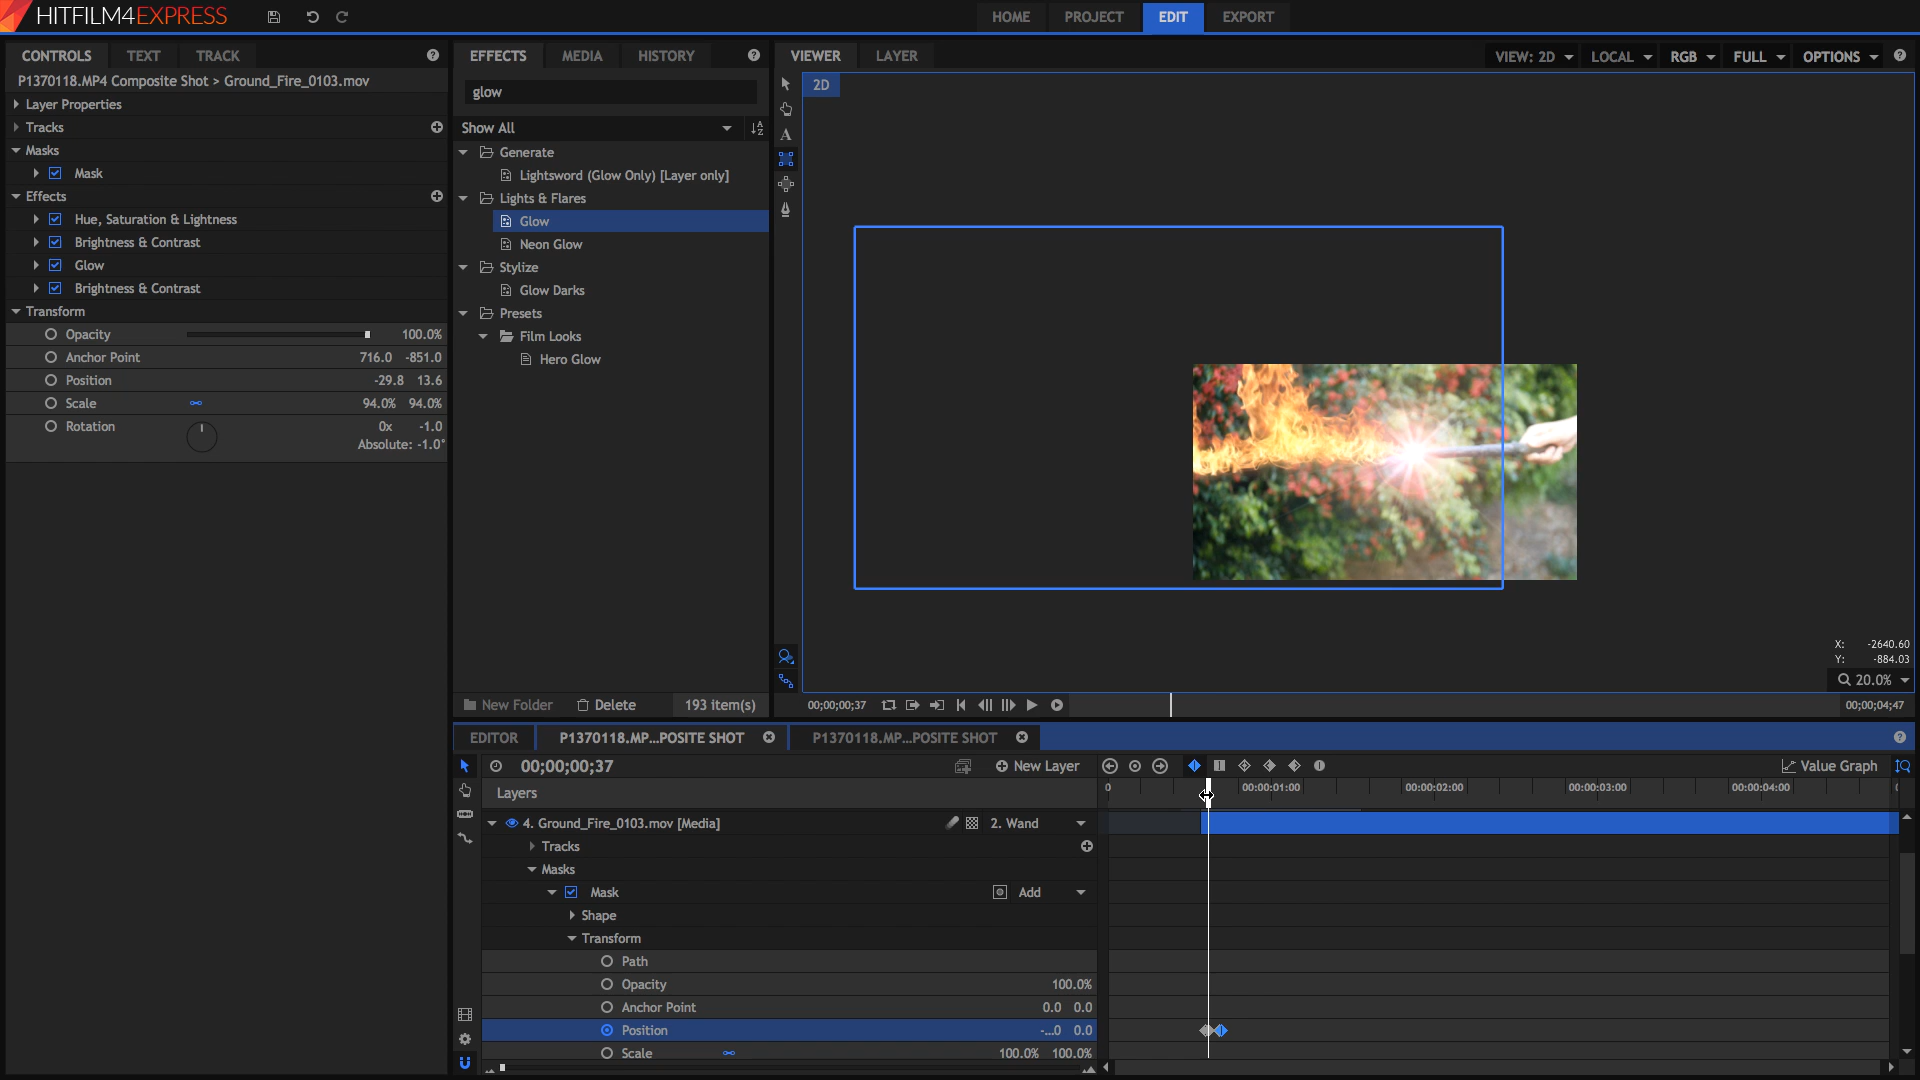 HITFILM4EXPRESS
HOME PROJECT EDIT EXPORT
CONTROLS TEXT TRACK
P1370118.MP4 Composite Shot > Ground_Fire_0103.mov
Layer Properties
Tracks
Masks
Mask
Effects
Hue, Saturation & Lightness
Brightness & Contrast
Glow
Brightness & Contrast
Transform
Opacity 100.0%
Anchor Point 716.0 -851.0
Position -29.8 13.6
Scale 94.0% 94.0%
Rotation 0x -1.0
Absolute: -1.0°
EFFECTS MEDIA HISTORY
glow
Show All
Generate
Lightsword (Glow Only) [Layer only]
Lights & Flares
Glow
Neon Glow
Stylize
Glow Darks
Presets
Film Looks
Hero Glow
New Folder Delete 193 item(s)
VIEWER LAYER
VIEW: 2D LOCAL RGB FULL OPTIONS
2D
X: -2640.60
Y: -884.03
20.0%
00;00;00;37 00;00;04;47
EDITOR P1370118.MP...POSITE SHOT P1370118.MP...POSITE SHOT
00;00;00;37 New Layer Value Graph
Layers 0 00:00:01:00 00:00:02:00 00:00:03:00 00:00:04:00
4. Ground_Fire_0103.mov [Media] 2. Wand
Tracks
Masks
Mask Add
Shape
Transform
Path
Opacity 100.0%
Anchor Point 0.0 0.0
Position -...0 0.0
Scale 100.0% 100.0%